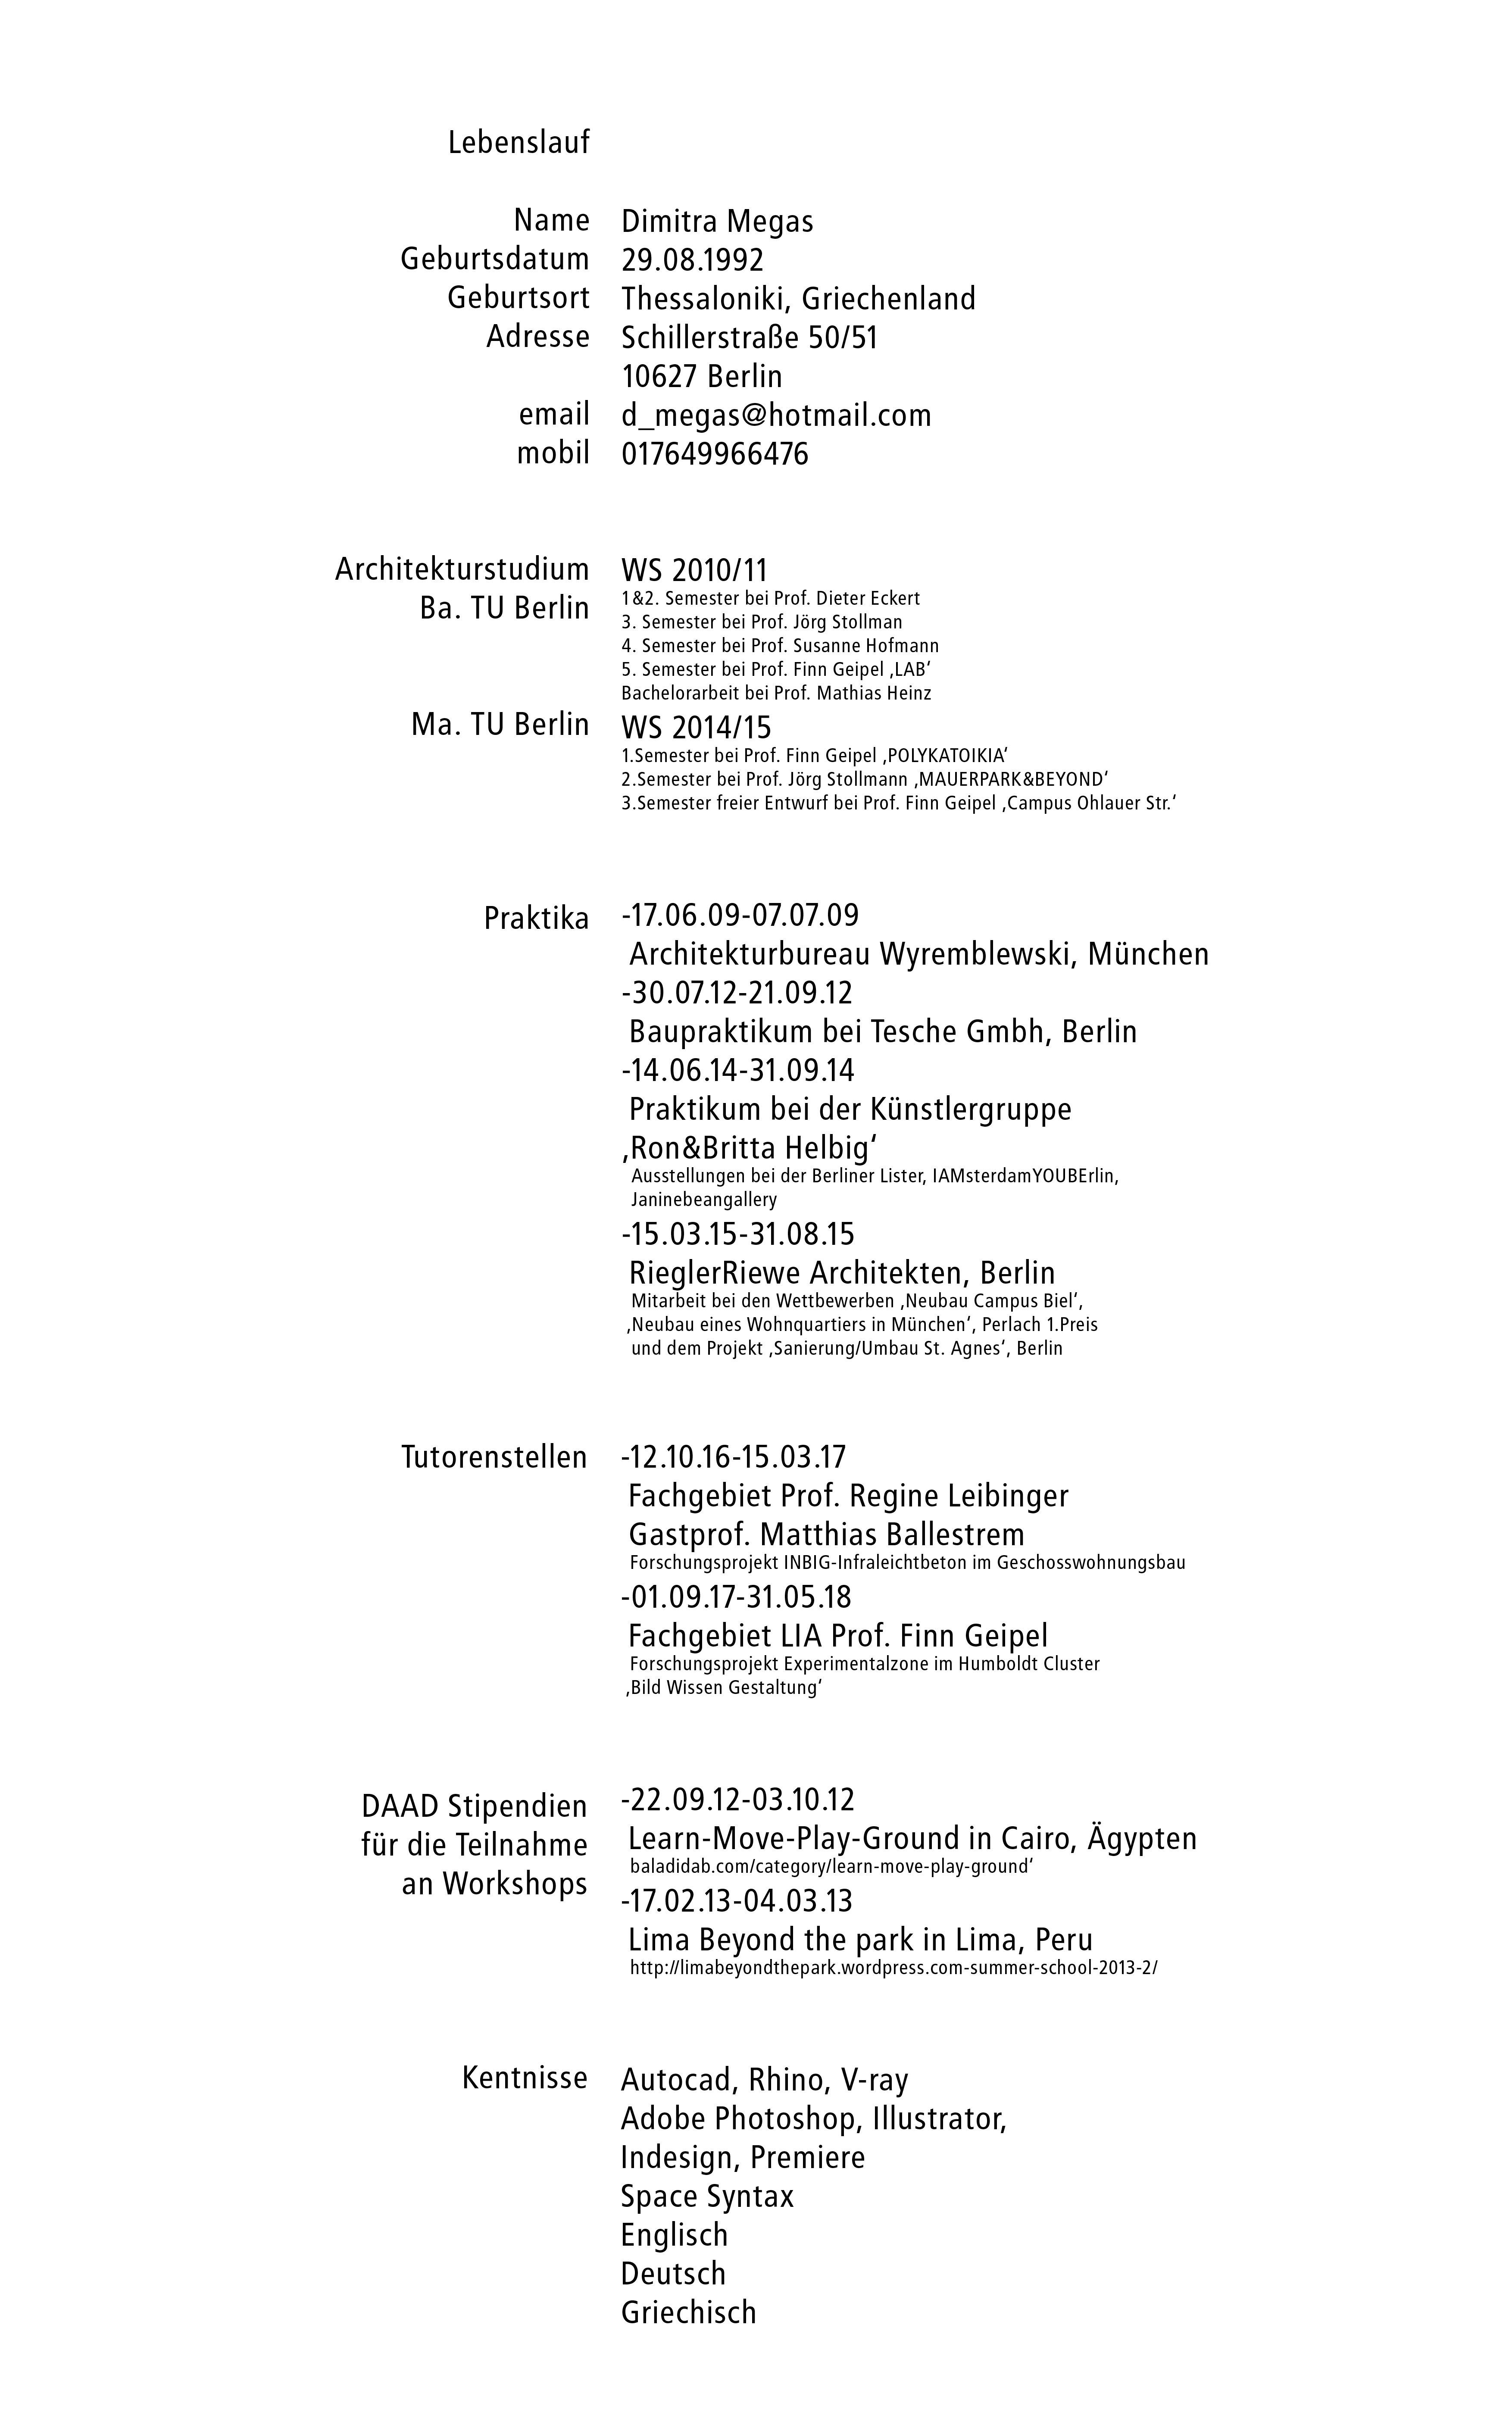 Lebenslauf
Name Dimitra Megas
Geburtsdatum 29.08.1992
Geburtsort Thessaloniki, Griechenland
Adresse Schillerstraße 50/51
10627 Berlin
email d_megas@hotmail.com
mobil 017649966476
Architekturstudium WS 2010/11
Ba. TU Berlin 1&2. Semester bei Prof. Dieter Eckert
3. Semester bei Prof. Jörg Stollman
4. Semester bei Prof. Susanne Hofmann
5. Semester bei Prof. Finn Geipel ‚LAB‘
Bachelorarbeit bei Prof. Mathias Heinz
Ma. TU Berlin WS 2014/15
1.Semester bei Prof. Finn Geipel ‚POLYKATOIKIA‘
2.Semester bei Prof. Jörg Stollmann ‚MAUERPARK&BEYOND‘
3.Semester freier Entwurf bei Prof. Finn Geipel ‚Campus Ohlauer Str.‘
Praktika -17.06.09-07.07.09
Architekturbureau Wyremblewski, München
-30.07.12-21.09.12
Baupraktikum bei Tesche Gmbh, Berlin
-14.06.14-31.09.14
Praktikum bei der Künstlergruppe
‚Ron&Britta Helbig‘
Ausstellungen bei der Berliner Lister, IAMsterdamYOUBErlin,
Janinebeangallery
-15.03.15-31.08.15
RieglerRiewe Architekten, Berlin
Mitarbeit bei den Wettbewerben ‚Neubau Campus Biel‘,
‚Neubau eines Wohnquartiers in München‘, Perlach 1.Preis
und dem Projekt ‚Sanierung/Umbau St. Agnes‘, Berlin
Tutorenstellen -12.10.16-15.03.17
Fachgebiet Prof. Regine Leibinger
Gastprof. Matthias Ballestrem
Forschungsprojekt INBIG-Infraleichtbeton im Geschosswohnungsbau
-01.09.17-31.05.18
Fachgebiet LIA Prof. Finn Geipel
Forschungsprojekt Experimentalzone im Humboldt Cluster
‚Bild Wissen Gestaltung‘
DAAD Stipendien -22.09.12-03.10.12
für die Teilnahme Learn-Move-Play-Ground in Cairo, Ägypten
baladidab.com/category/learn-move-play-ground‘
an Workshops -17.02.13-04.03.13
Lima Beyond the park in Lima, Peru
http://limabeyondthepark.wordpress.com-summer-school-2013-2/
Kentnisse Autocad, Rhino, V-ray
Adobe Photoshop, Illustrator,
Indesign, Premiere
Space Syntax
Englisch
Deutsch
Griechisch